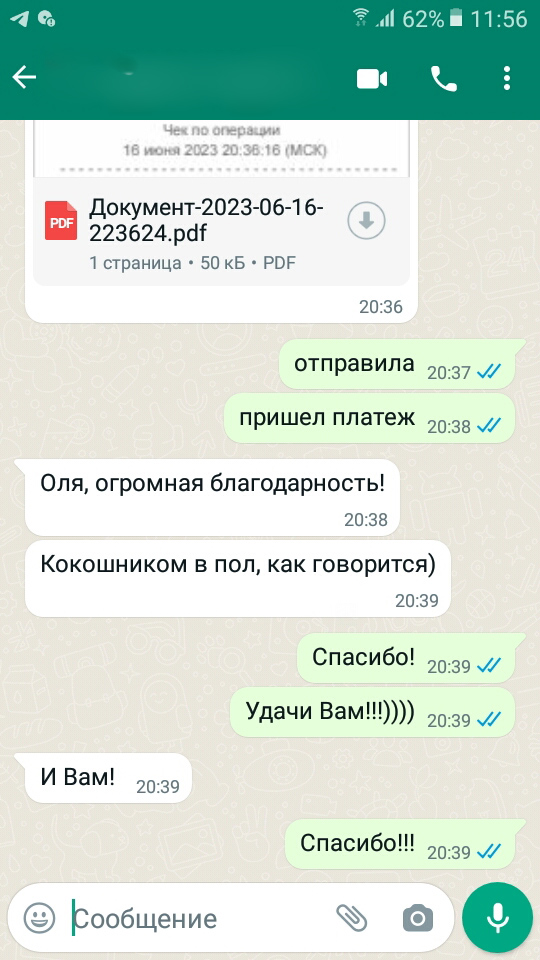 62% 11:56
Чек по операции
16 июня 2023 20:36:16 (МСК)
PDF
Документ-2023-06-16-
223624.pdf
1 страница • 50 кБ • PDF
20:36
отправила 20:37
пришел платеж 20:38
Оля, огромная благодарность!
20:38
Кокошником в пол, как говорится)
20:39
Спасибо! 20:39
Удачи Вам!!!)))) 20:39
И Вам! 20:39
Спасибо!!! 20:39
Сообщение